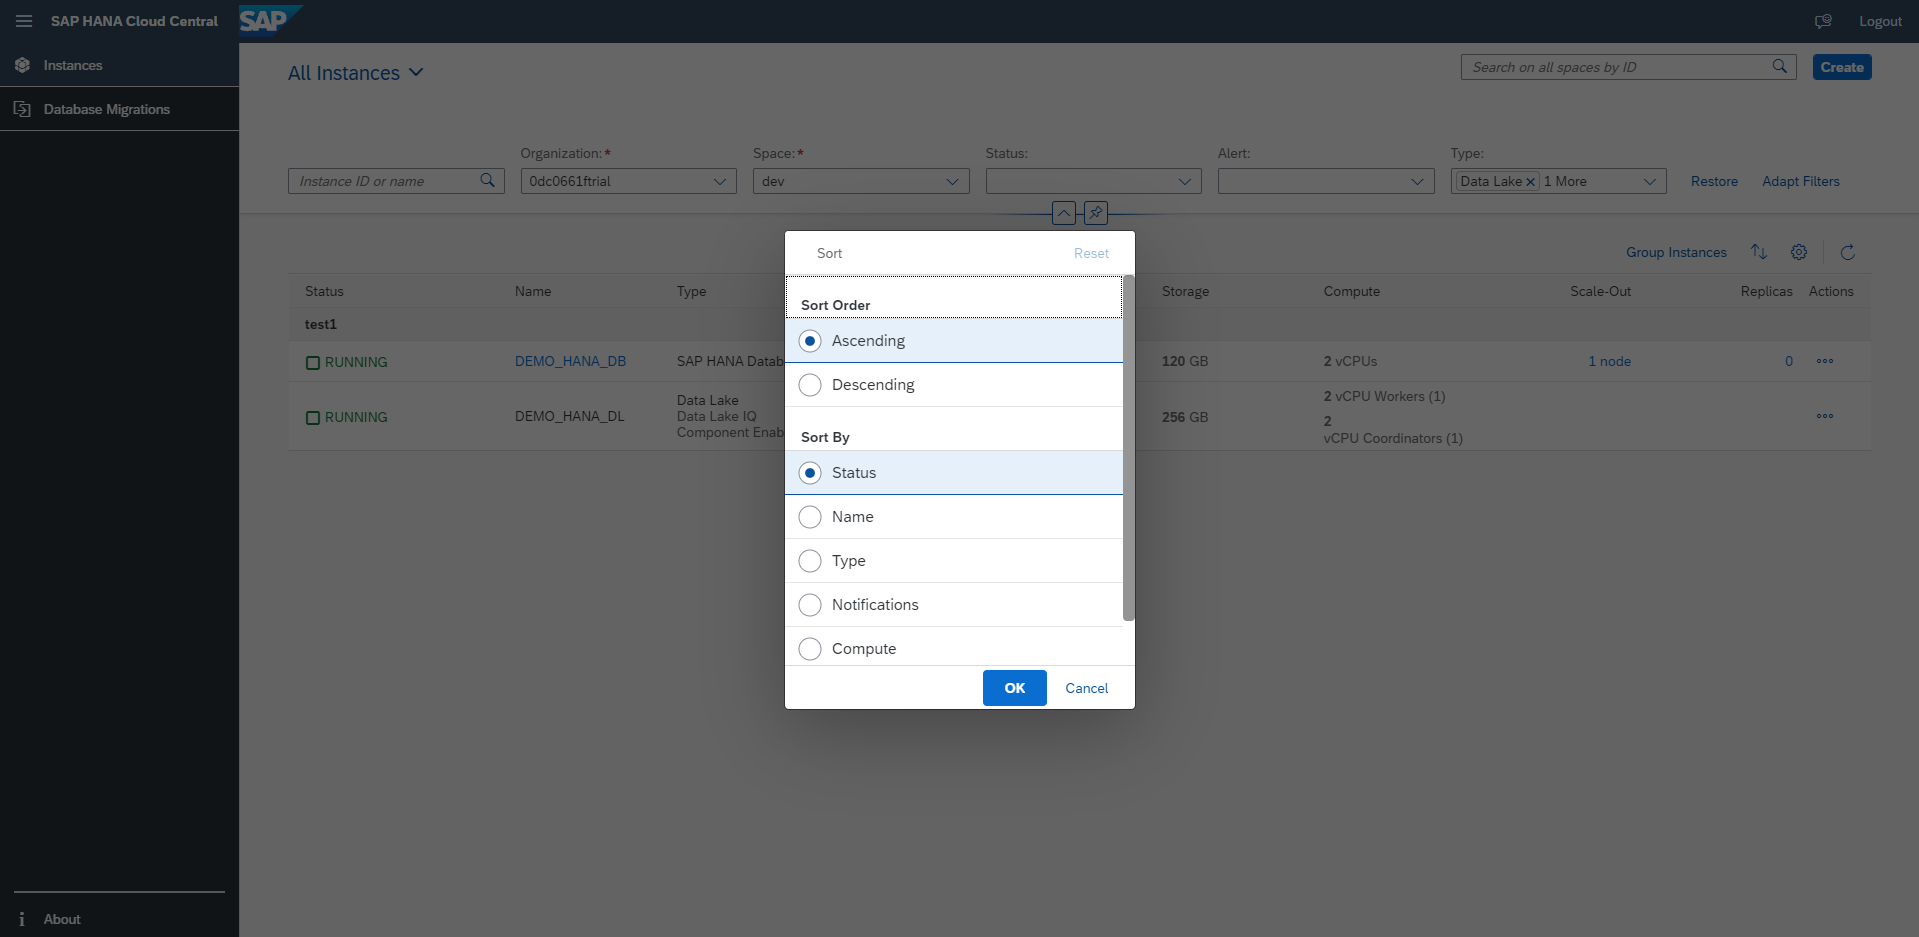 SAP HANA Cloud Central
SAP
Logout
Instances
Database Migrations
All Instances
Search on all spaces by ID
Create
Instance ID or name
Organization:*
0dc0661ftrial
Space:*
dev
Status:
Alert:
Type:
Data Lake
1 More
Restore
Adapt Filters
Group Instances
Status
Name
Type
Storage
Compute
Scale-Out
Replicas
Actions
test1
RUNNING
DEMO_HANA_DB
SAP HANA Datab
120 GB
2 vCPUs
1 node
0
RUNNING
DEMO_HANA_DL
Data Lake
Data Lake IQ
Component Enab
256 GB
2 vCPU Workers (1)
2
vCPU Coordinators (1)
Sort
Reset
Sort Order
Ascending
Descending
Sort By
Status
Name
Type
Notifications
Compute
OK
Cancel
About